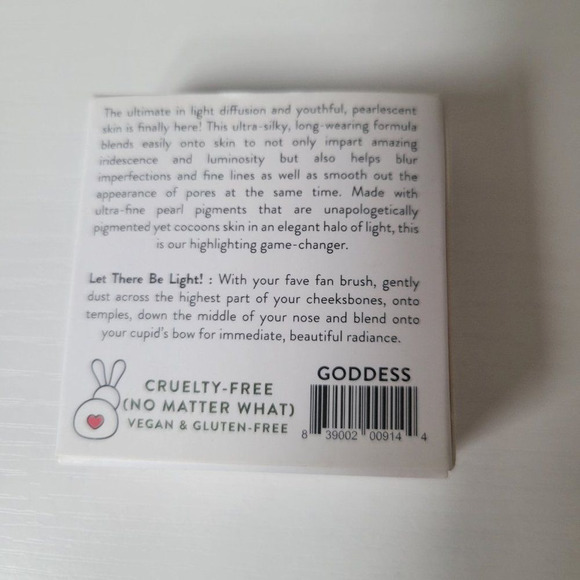 The ultimate in light diffusion and youthful, pearlescent
skin is finally here! This ultra-silky, long-wearing formula
blends easily onto skin to not only impart amazing
iridescence and luminosity but also helps blur
imperfections and fine lines as well as smooth out the
appearance of pores at the same time. Made with
ultra-fine pearl pigments that are unapologetically
pigmented yet cocoons skin in an elegant halo of light, this
is our highlighting game-changer.
Let There Be Light! : With your fave fan brush, gently
dust across the highest part of your cheeksbones, onto
temples, down the middle of your nose and blend onto
your cupid's bow for immediate, beautiful radiance.
CRUELTY-FREE
(NO MATTER WHAT)
VEGAN & GLUTEN-FREE
GODDESS
8 39002 00914 4